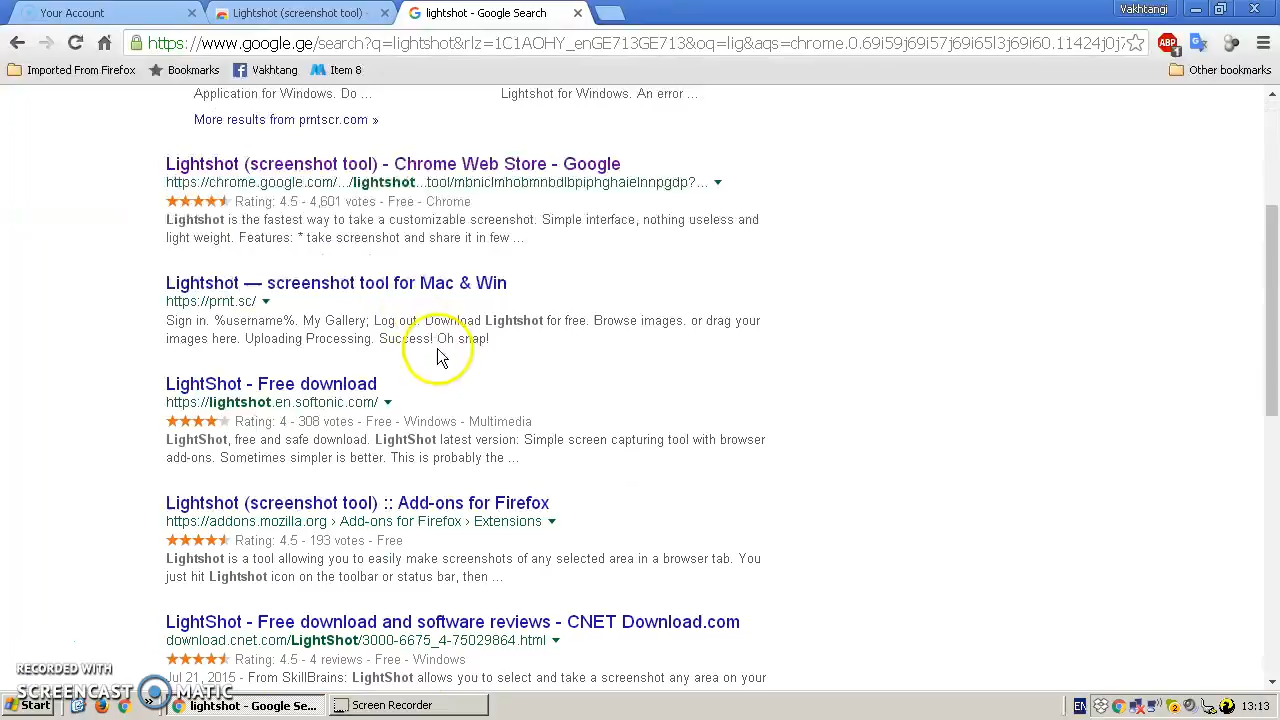 Your Account
Lightshot (screenshot tool) -
lightshot - Google Search
Vakhtangi
https://www.google.ge/search?q=lightshot&rlz=1C1AOHY_enGE713GE713&oq=lig&aqs=chrome.0.69i59j69i57j69i65l3j69i60.11424j0j7
ABP
1
Imported From Firefox
Bookmarks
Vakhtang
Item 8
Other bookmarks
Application for Windows. Do ...
Lightshot for Windows. An error ...
More results from prntscr.com »
Lightshot (screenshot tool) - Chrome Web Store - Google
https://chrome.google.com/.../lightshot...tool/mbniclmhobmnbdlbpiphghaielnnpgdp?...
Rating: 4.5 - 4,601 votes - Free - Chrome
Lightshot is the fastest way to take a customizable screenshot. Simple interface, nothing useless and
light weight. Features: * take screenshot and share it in few ...
Lightshot — screenshot tool for Mac & Win
https://prnt.sc/
Sign in. %username%. My Gallery; Log out. Download Lightshot for free. Browse images. or drag your
images here. Uploading Processing. Success! Oh snap!
LightShot - Free download
https://lightshot.en.softonic.com/
Rating: 4 - 308 votes - Free - Windows - Multimedia
LightShot, free and safe download. LightShot latest version: Simple screen capturing tool with browser
add-ons. Sometimes simpler is better. This is probably the ...
Lightshot (screenshot tool) :: Add-ons for Firefox
https://addons.mozilla.org › Add-ons for Firefox › Extensions
Rating: 4.5 - 193 votes - Free
Lightshot is a tool allowing you to easily make screenshots of any selected area in a browser tab. You
just hit Lightshot icon on the toolbar or status bar, then ...
LightShot - Free download and software reviews - CNET Download.com
download.cnet.com/LightShot/3000-6675_4-75029864.html
Rating: 4.5 - 4 reviews - Free - Windows
Jul 21, 2015 - From SkillBrains: LightShot allows you to select and take a screenshot any area on your
RECORDED WITH
SCREENCAST MATIC
Start
lightshot - Google Se...
Screen Recorder
EN
13:13